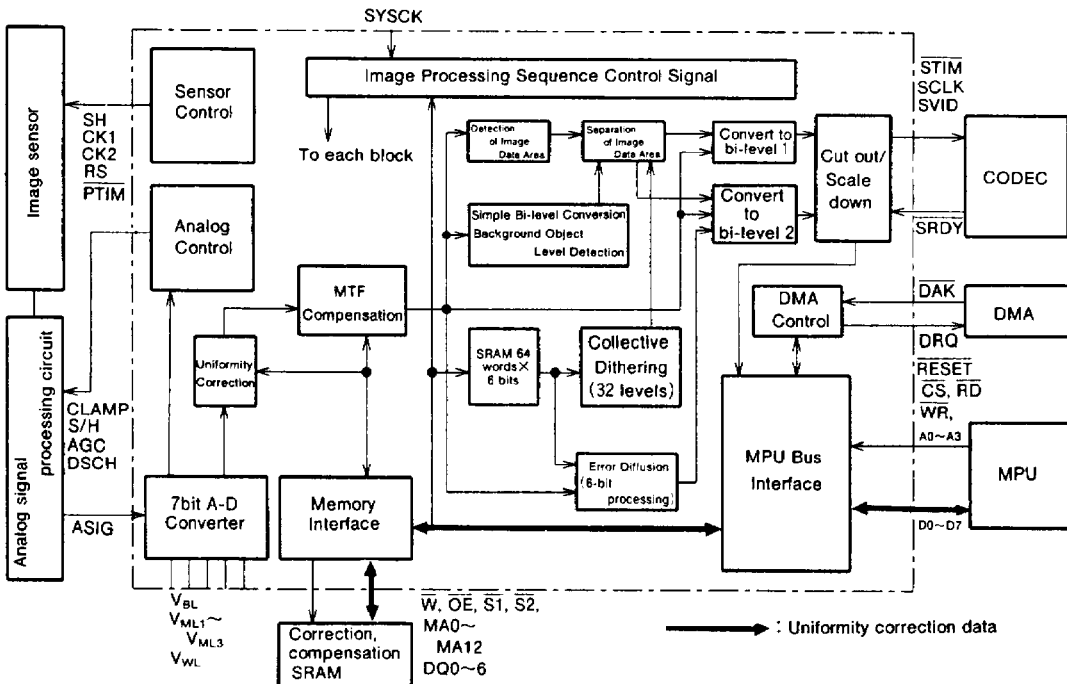 SYSCK
Image sensor
Sensor
Control
SH
CK1
CK2
RS
PTIM
Image Processing Sequence Control Signal
To each block
Detection
of Image
Data Area
Separation
of Image
Data Area
Convert to
bi-level 1
Cut out/
Scale
down
STIM
SCLK
SVID
CODEC
SRDY
Analog
Control
Simple Bi-level Conversion
Background Object
Level Detection
Convert
to
bi-level 2
MTF
Compensation
DMA
Control
DAK
DMA
DRQ
Uniformity
Correction
SRAM 64
words×
6 bits
Collective
Dithering
(32 levels)
RESET
CS, RD
WR,
A0~A3
MPU
D0~D7
Analog signal
processing circuit
CLAMP
S/H
AGC
DSCH
ASIG
7bit A-D
Converter
Memory
Interface
Error Diffusion
(6-bit
processing)
MPU Bus
Interface
VBL
VML1~
VML3
VWL
Correction,
compensation
SRAM
W, OE, S1, S2,
MA0~
MA12
DQ0~6
: Uniformity correction data